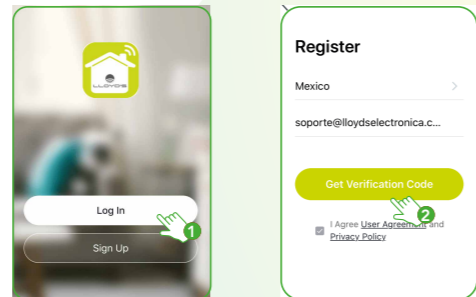 LLOYD'S
Log In
1
Sign Up
Register
Mexico
soporte@lloydselectronica.c...
Get Verification Code
2
I Agree User Agreement and
Privacy Policy